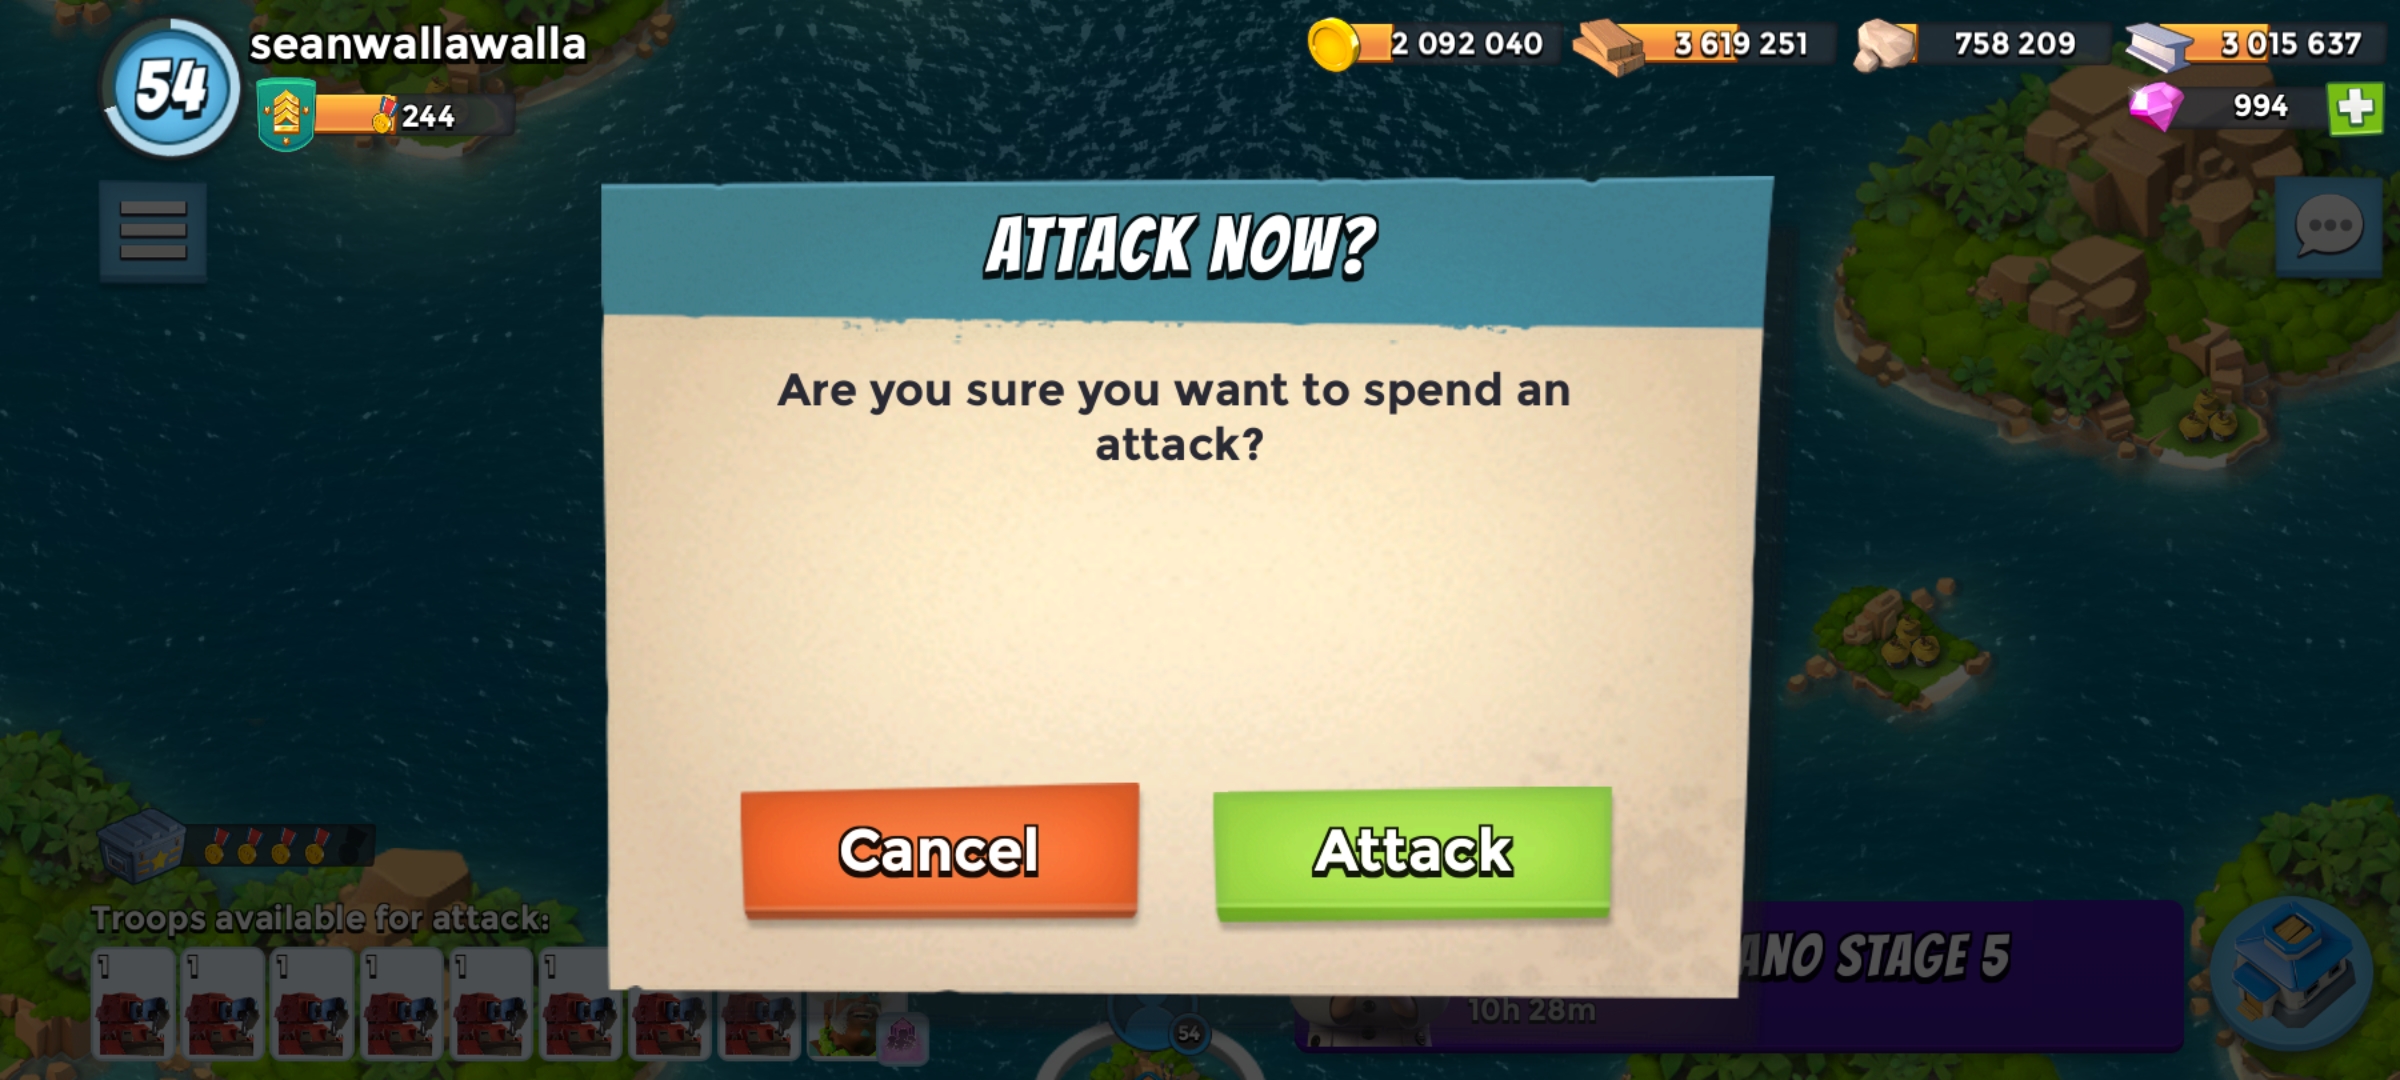 54
seanwallawalla
244
2 092 040
3 619 251
758 209
3 015 637
994
ATTACK NOW?
Are you sure you want to spend an
attack?
Cancel
Attack
Troops available for attack:
1 1 1 1 1 1
54
ANO STAGE 5
10h 28m